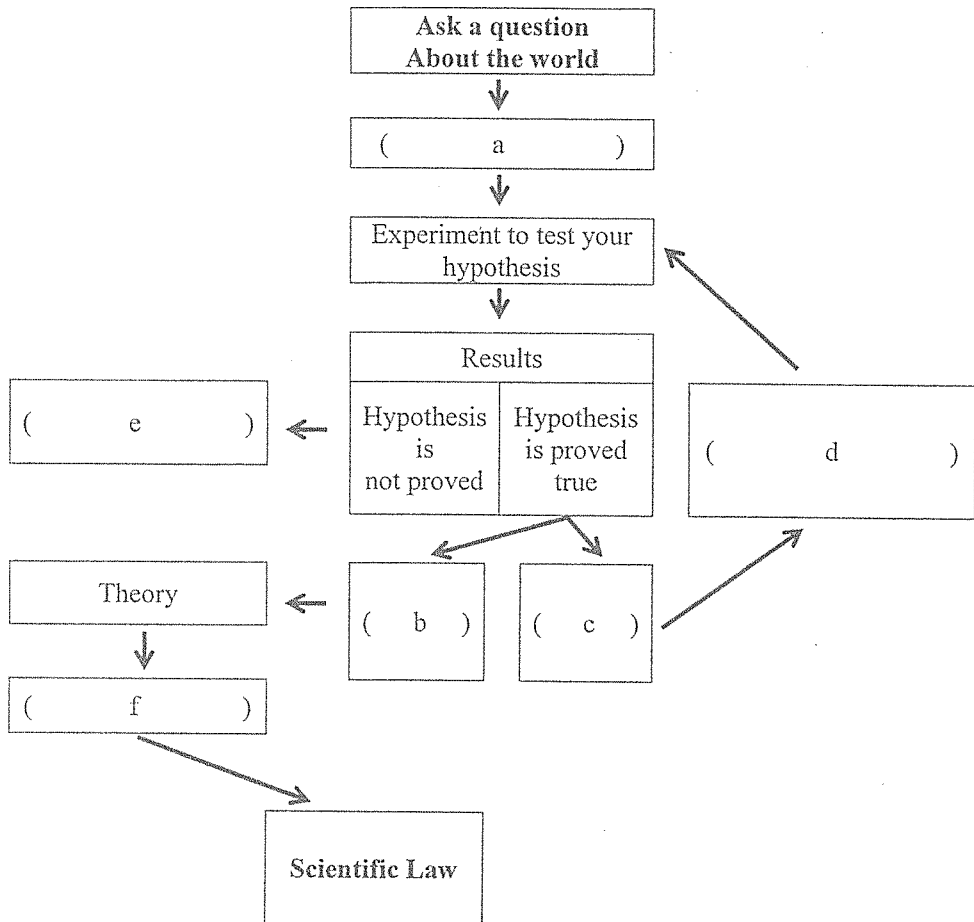 Ask a question
About the world
( a )
Experiment to test your
hypothesis
Results
Hypothesis
is
not proved
Hypothesis
is proved
true
( e )
( d )
Theory
( b )
( c )
( f )
Scientific Law